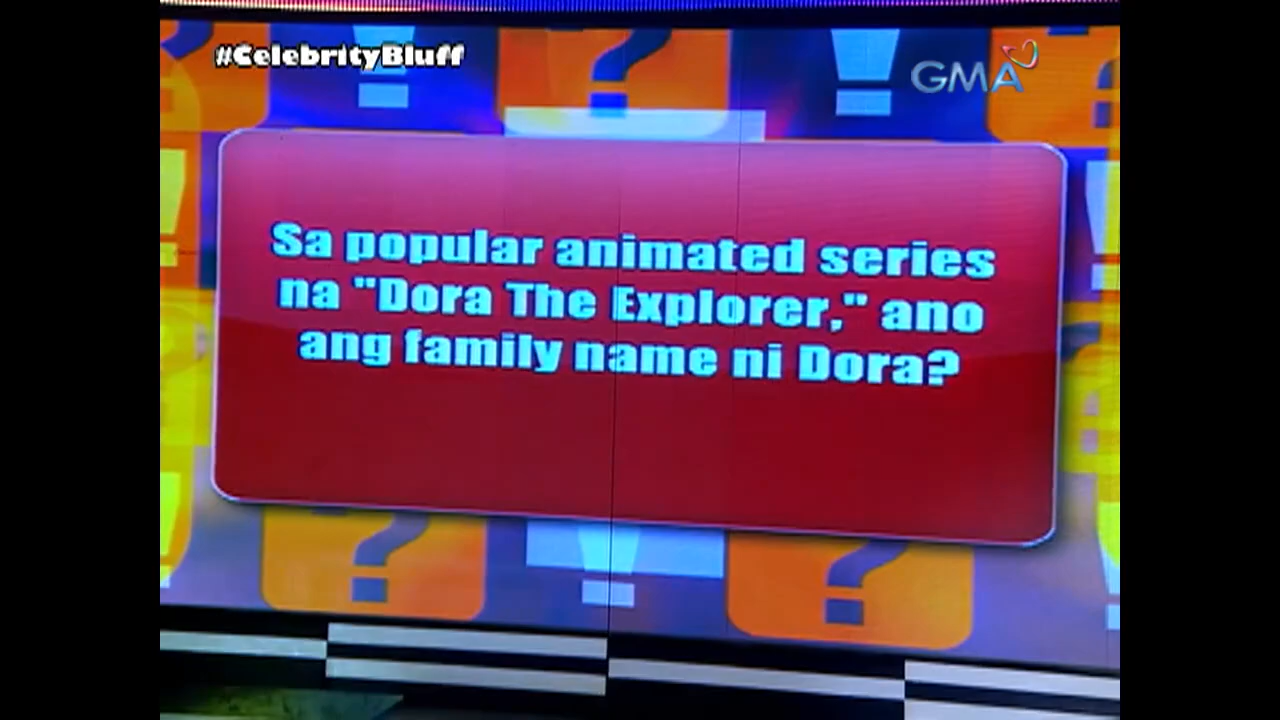 #CelebrityBluff
GMA
Sa popular animated series
na "Dora The Explorer," ano
ang family name ni Dora?